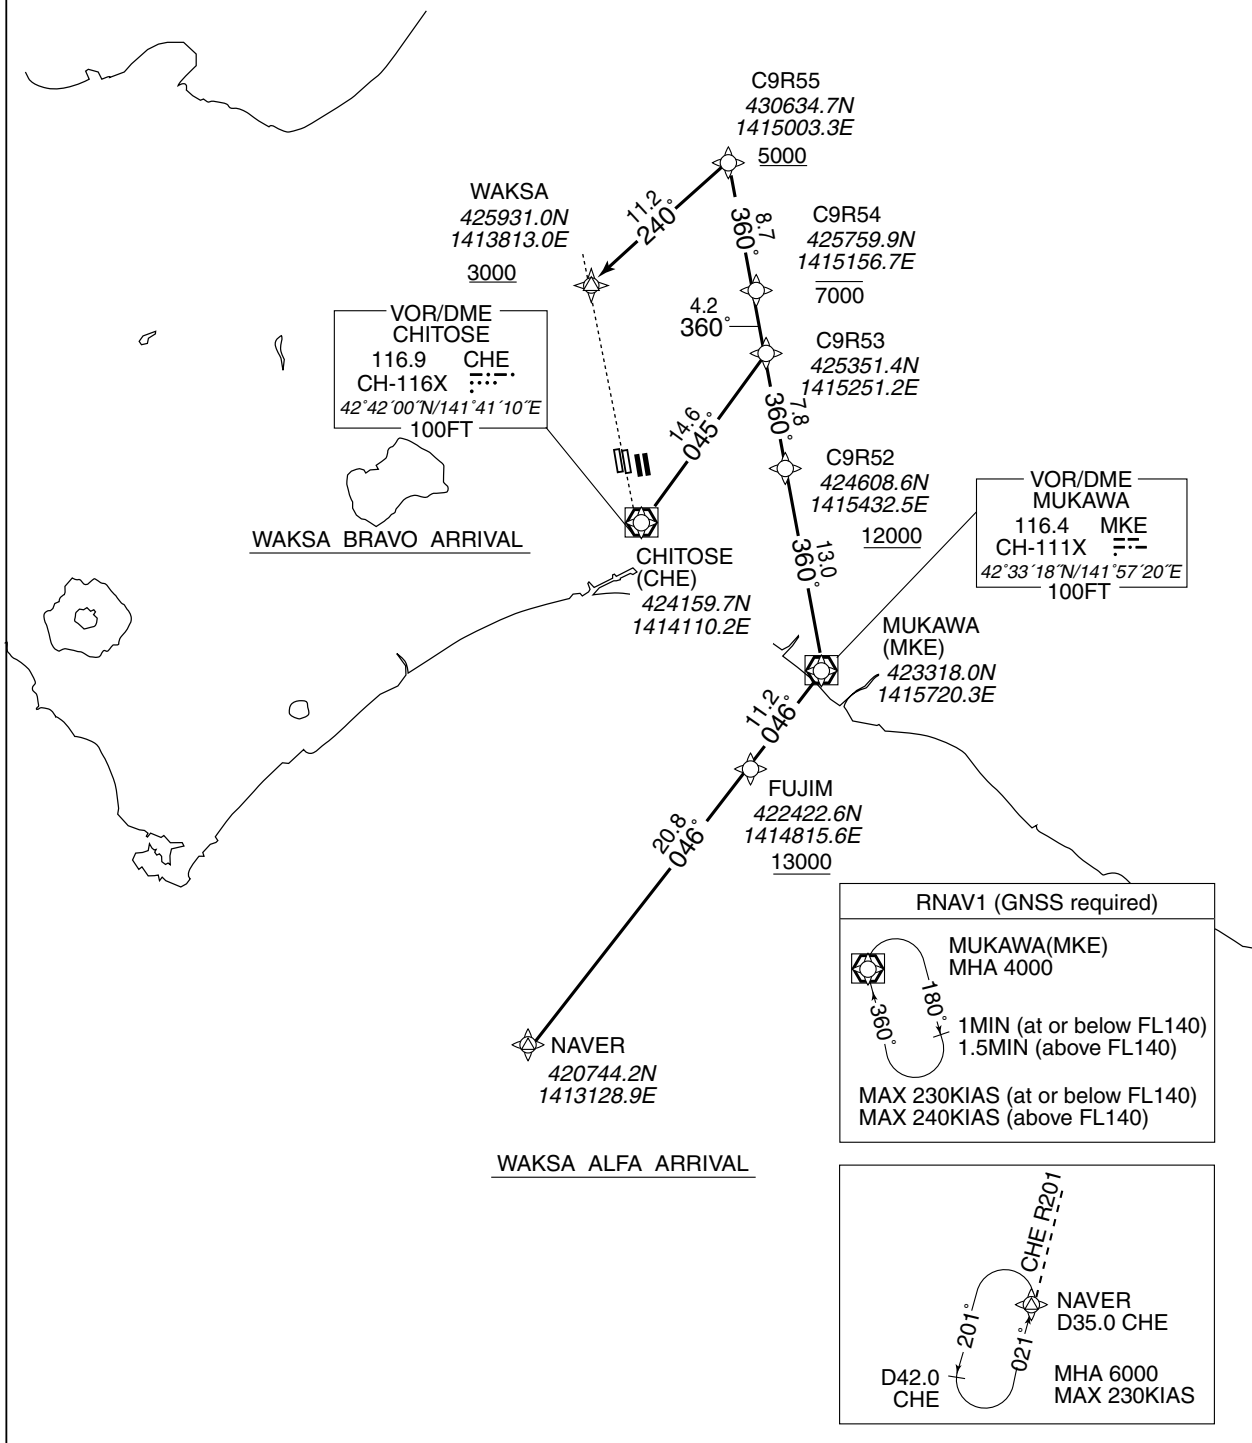 C9R55
430634.7N
1415003.3E
5000
WAKSA
425931.0N
1413813.0E
3000
11.2
240°
8.7
360°
C9R54
425759.9N
1415156.7E
7000
4.2
360°
C9R53
425351.4N
1415251.2E
VOR/DME
CHITOSE
116.9 CHE
CH-116X
42°42´00˝N/141°41´10˝E
100FT
14.6
045°
7.8
360°
C9R52
424608.6N
1415432.5E
12000
VOR/DME
MUKAWA
116.4 MKE
CH-111X
42°33´18˝N/141°57´20˝E
100FT
WAKSA BRAVO ARRIVAL
CHITOSE
(CHE)
424159.7N
1414110.2E
13.0
360°
MUKAWA
(MKE)
423318.0N
1415720.3E
11.2
046°
FUJIM
422422.6N
1414815.6E
13000
20.8
046°
NAVER
420744.2N
1413128.9E
WAKSA ALFA ARRIVAL
RNAV1 (GNSS required)
MUKAWA(MKE)
MHA 4000
180°
360°
1MIN (at or below FL140)
1.5MIN (above FL140)
MAX 230KIAS (at or below FL140)
MAX 240KIAS (above FL140)
CHE R201
NAVER
D35.0 CHE
201°
021°
D42.0
CHE
MHA 6000
MAX 230KIAS